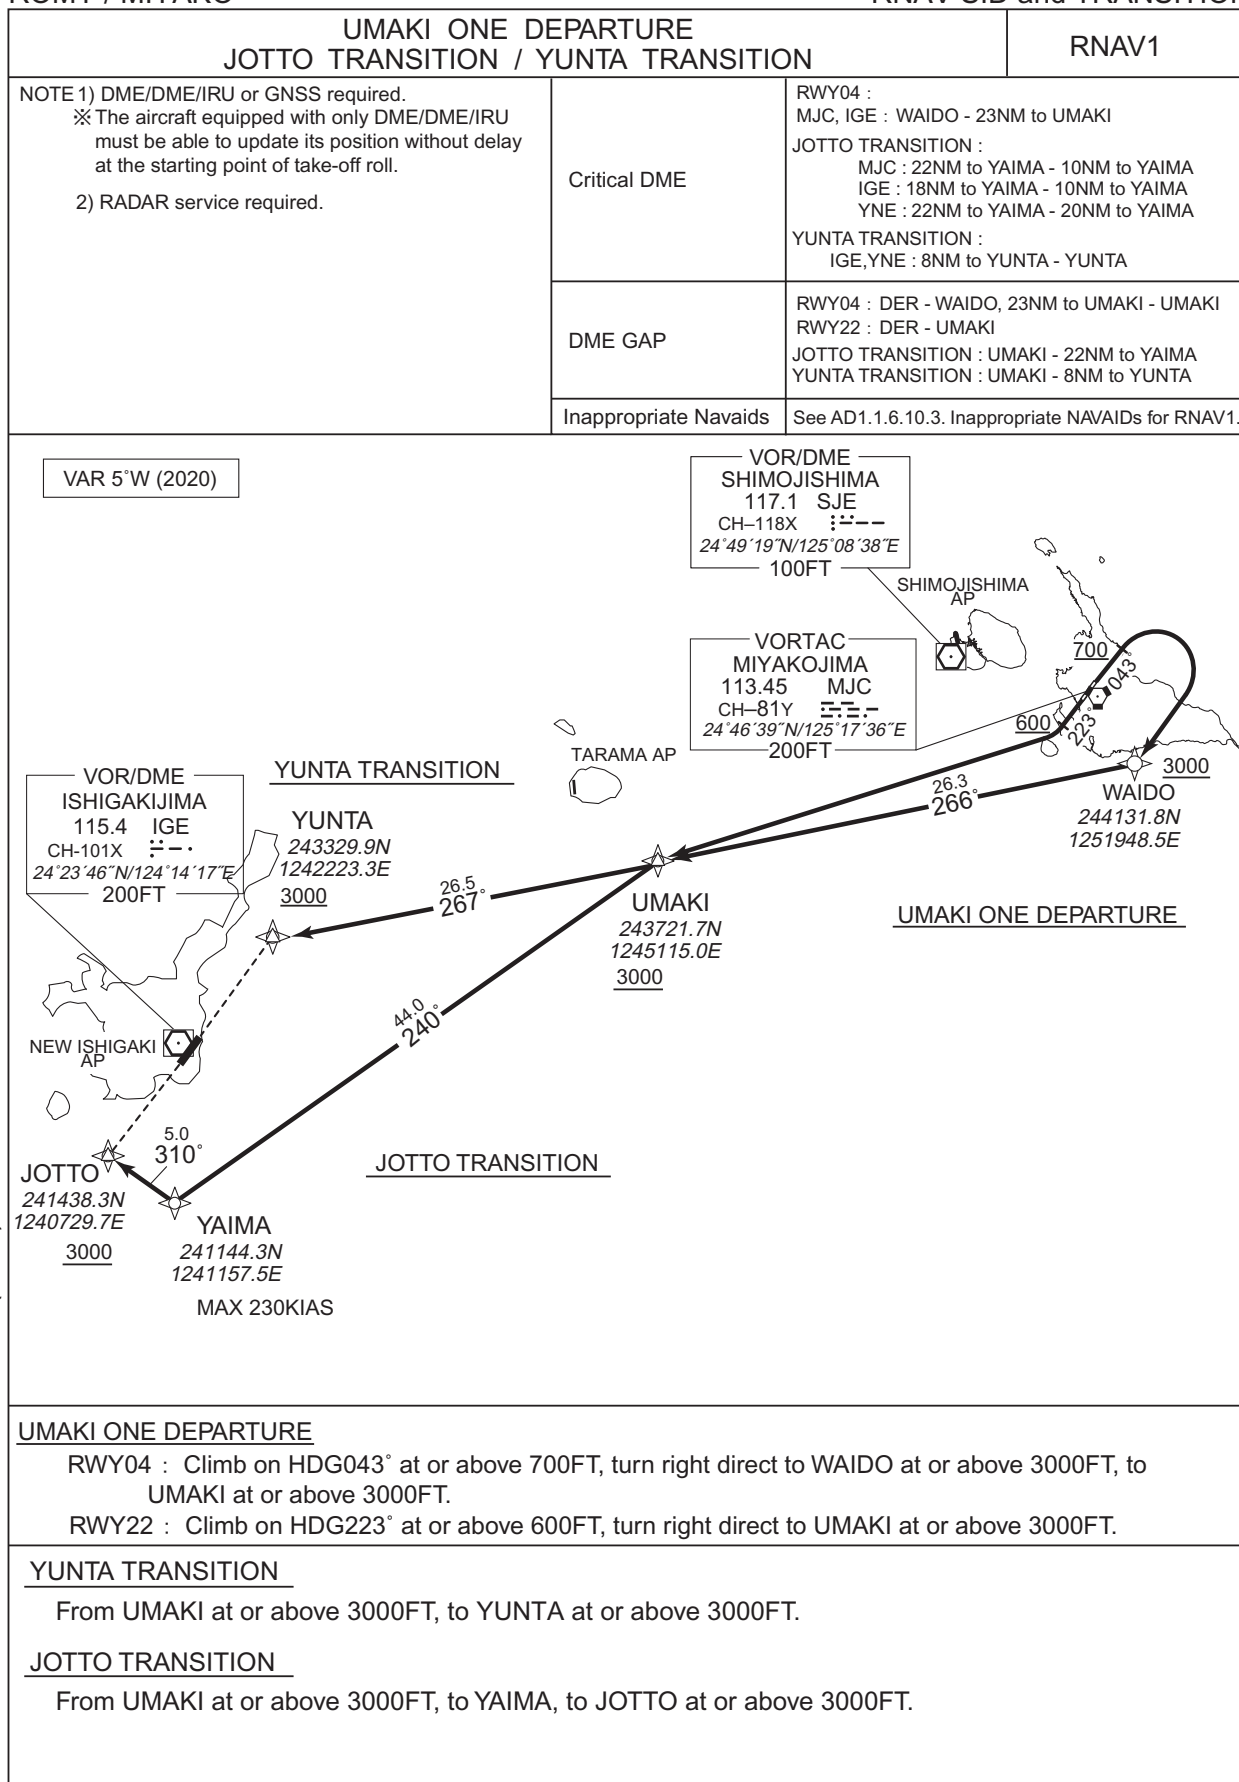 UMAKI ONE DEPARTURE
JOTTO TRANSITION / YUNTA TRANSITION
RNAV1
NOTE 1) DME/DME/IRU or GNSS required.
※ The aircraft equipped with only DME/DME/IRU
must be able to update its position without delay
at the starting point of take-off roll.
2) RADAR service required.
Critical DME
RWY04 :
MJC, IGE : WAIDO - 23NM to UMAKI
JOTTO TRANSITION :
MJC : 22NM to YAIMA - 10NM to YAIMA
IGE : 18NM to YAIMA - 10NM to YAIMA
YNE : 22NM to YAIMA - 20NM to YAIMA
YUNTA TRANSITION :
IGE,YNE : 8NM to YUNTA - YUNTA
DME GAP
RWY04 : DER - WAIDO, 23NM to UMAKI - UMAKI
RWY22 : DER - UMAKI
JOTTO TRANSITION : UMAKI - 22NM to YAIMA
YUNTA TRANSITION : UMAKI - 8NM to YUNTA
Inappropriate Navaids
See AD1.1.6.10.3. Inappropriate NAVAIDs for RNAV1.
VAR 5°W (2020)
VOR/DME
SHIMOJISHIMA
117.1 SJE
CH–118X
24°49´19˝N/125°08´38˝E
100FT
SHIMOJISHIMA
AP
VORTAC
MIYAKOJIMA
113.45 MJC
CH–81Y
24°46´39˝N/125°17´36˝E
200FT
700
043°
600
223°
3000
WAIDO
244131.8N
1251948.5E
TARAMA AP
26.3
266°
VOR/DME
ISHIGAKIJIMA
115.4 IGE
CH-101X
24°23´46˝N/124°14´17˝E
200FT
YUNTA TRANSITION
YUNTA
243329.9N
1242223.3E
3000
26.5
267°
UMAKI
243721.7N
1245115.0E
3000
UMAKI ONE DEPARTURE
44.0
240°
NEW ISHIGAKI
AP
5.0
310°
JOTTO TRANSITION
JOTTO
241438.3N
1240729.7E
3000
YAIMA
241144.3N
1241157.5E
MAX 230KIAS
UMAKI ONE DEPARTURE
RWY04 : Climb on HDG043° at or above 700FT, turn right direct to WAIDO at or above 3000FT, to
UMAKI at or above 3000FT.
RWY22 : Climb on HDG223° at or above 600FT, turn right direct to UMAKI at or above 3000FT.
YUNTA TRANSITION
From UMAKI at or above 3000FT, to YUNTA at or above 3000FT.
JOTTO TRANSITION
From UMAKI at or above 3000FT, to YAIMA, to JOTTO at or above 3000FT.